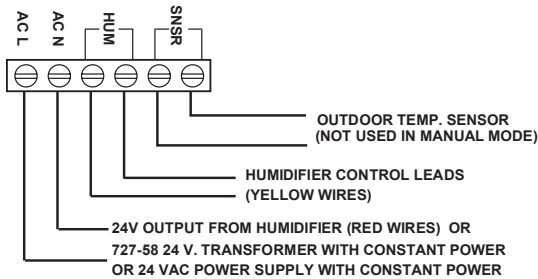 AC L
AC N
HUM
SNSR
OUTDOOR TEMP. SENSOR
(NOT USED IN MANUAL MODE)
HUMIDIFIER CONTROL LEADS
(YELLOW WIRES)
24V OUTPUT FROM HUMIDIFIER (RED WIRES) OR
727-58 24 V. TRANSFORMER WITH CONSTANT POWER
OR 24 VAC POWER SUPPLY WITH CONSTANT POWER